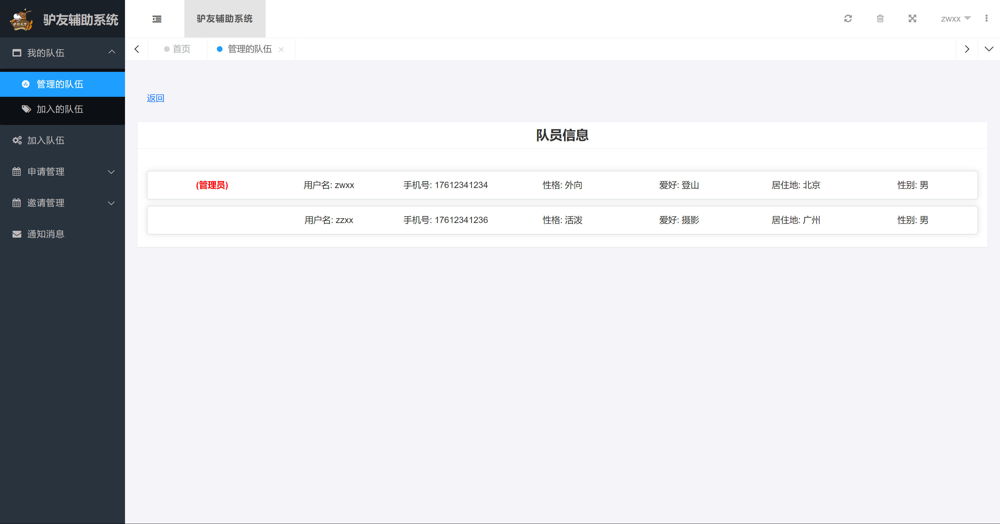 驴行天下
驴友辅助系统
驴友辅助系统
zwxx
我的队伍
管理的队伍
加入的队伍
加入队伍
申请管理
邀请管理
通知消息
首页
管理的队伍
返回
队员信息
(管理员) 用户名: zwxx 手机号: 17612341234 性格: 外向 爱好: 登山 居住地: 北京 性别: 男
用户名: zzxx 手机号: 17612341236 性格: 活泼 爱好: 摄影 居住地: 广州 性别: 男